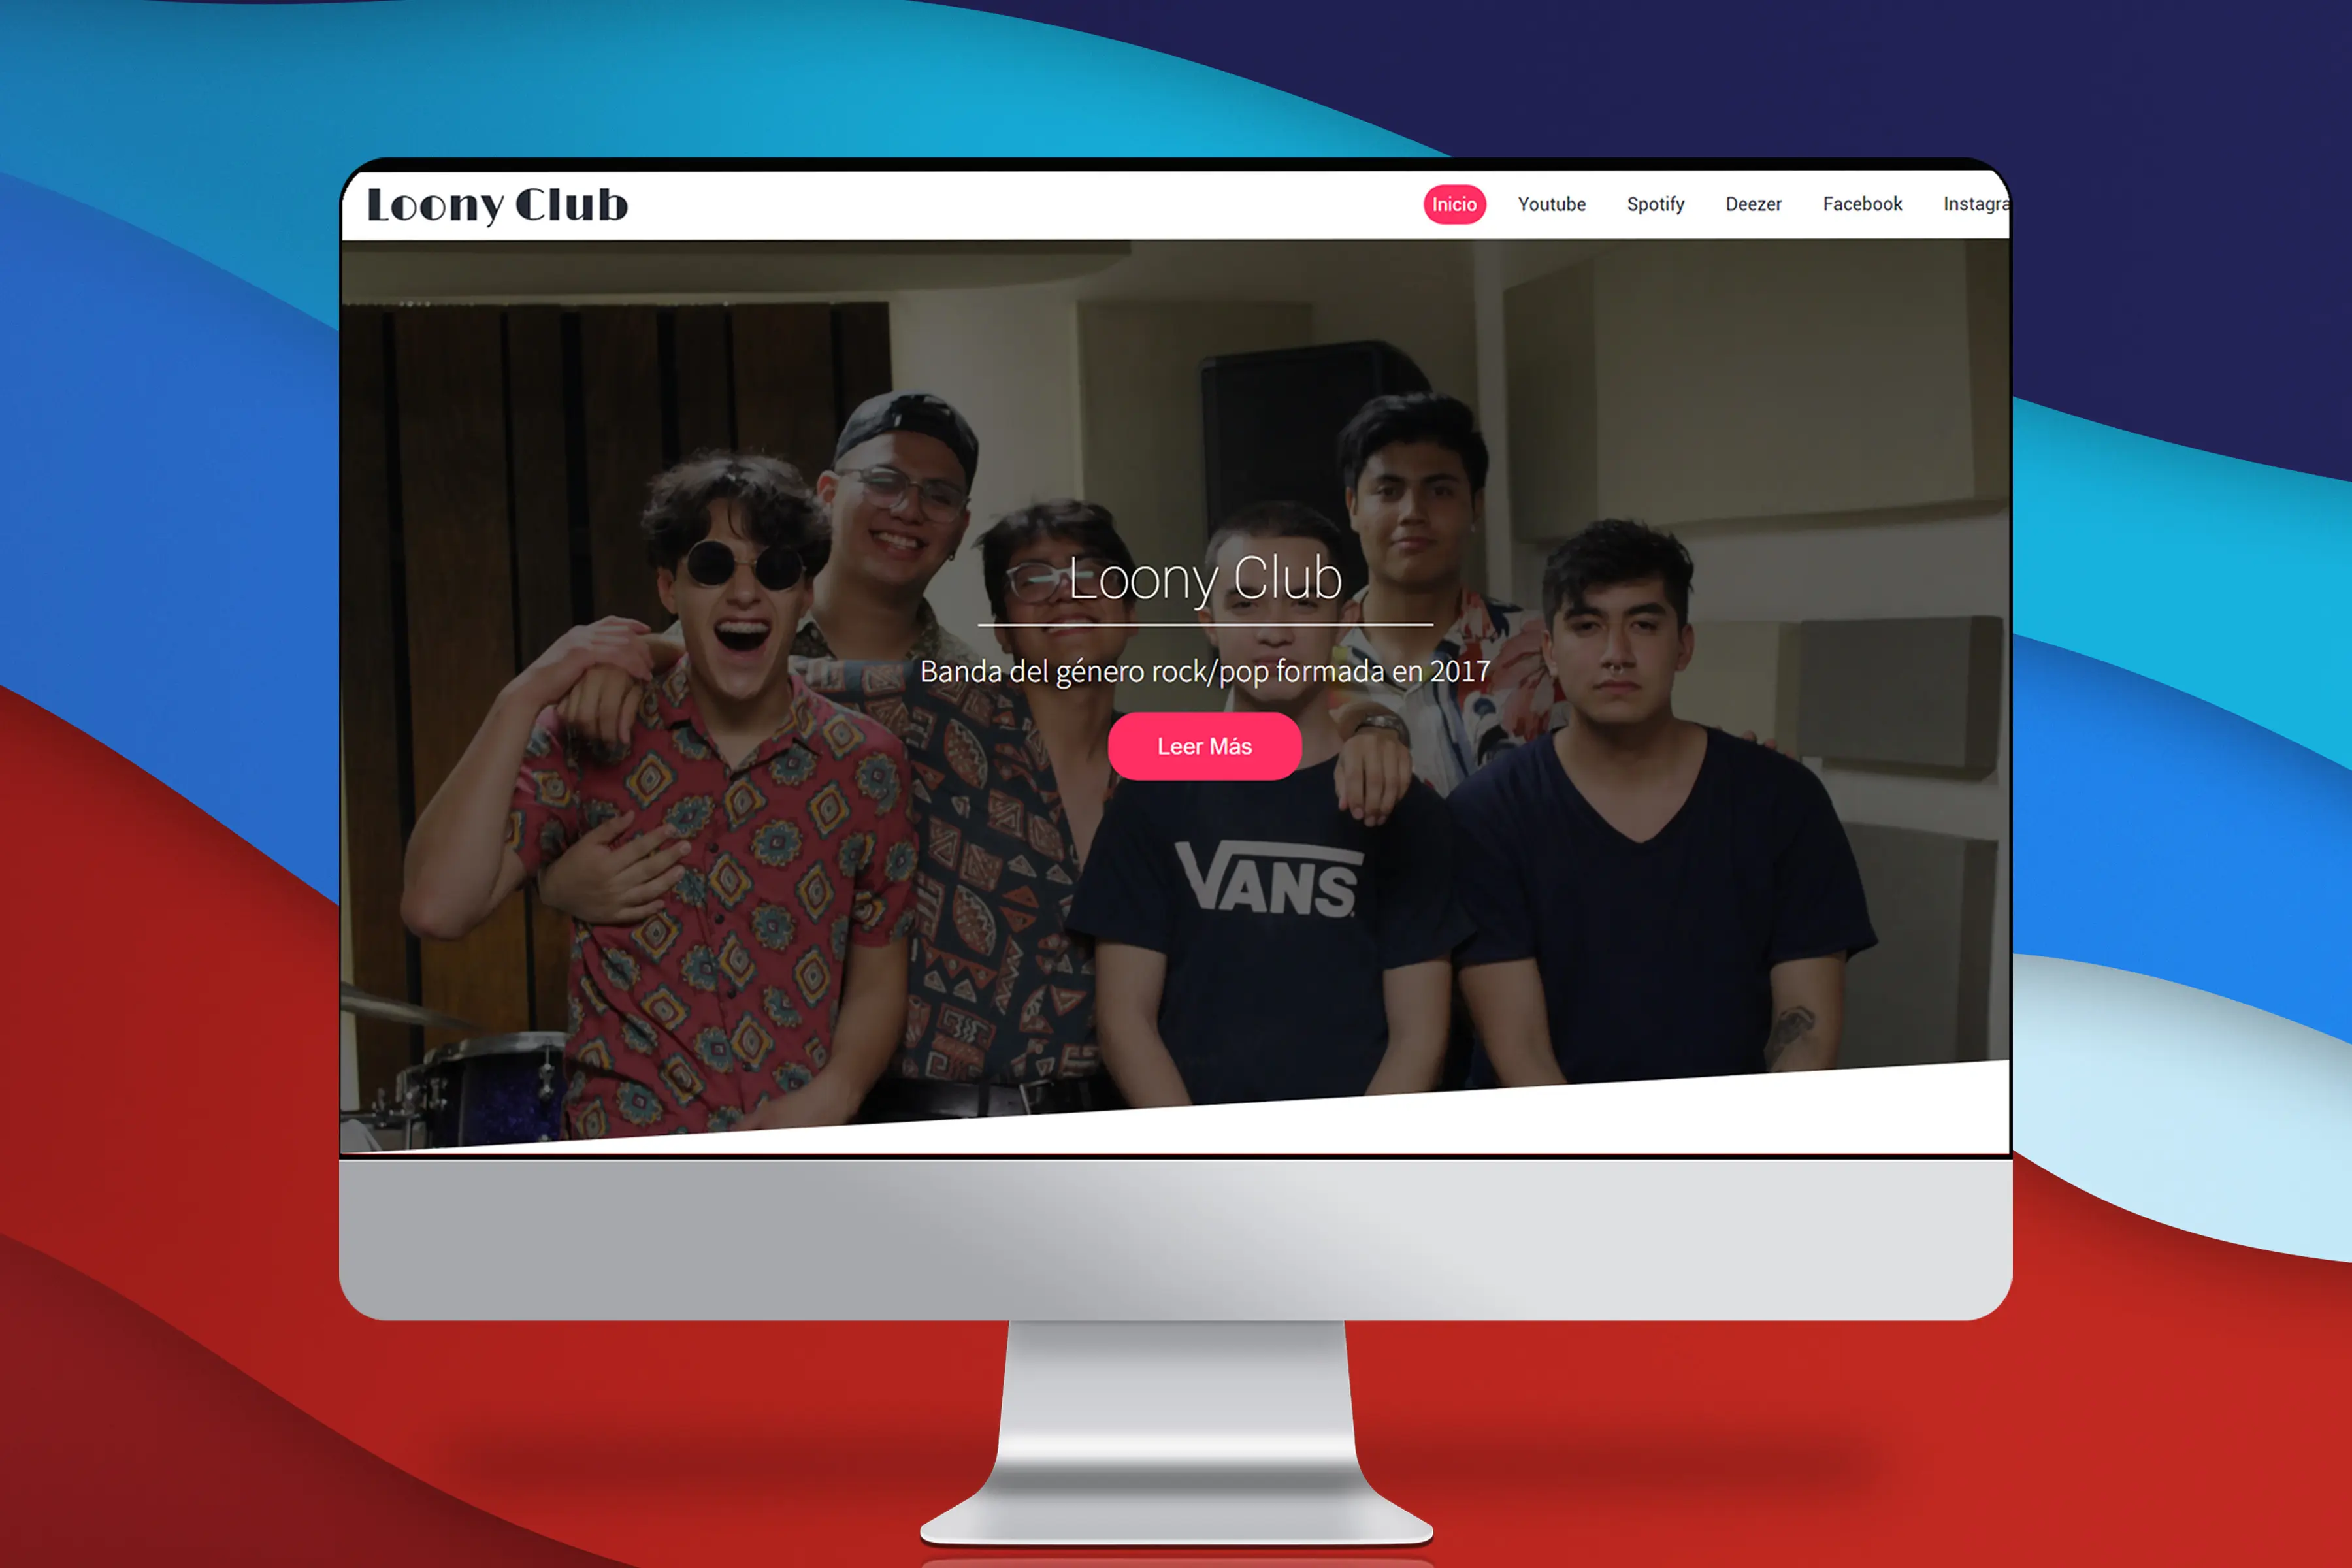 Loony Club
Inicio Youtube Spotify Deezer Facebook Instagra
Loony Club
Banda del género rock/pop formada en 2017
Leer Más
VANS